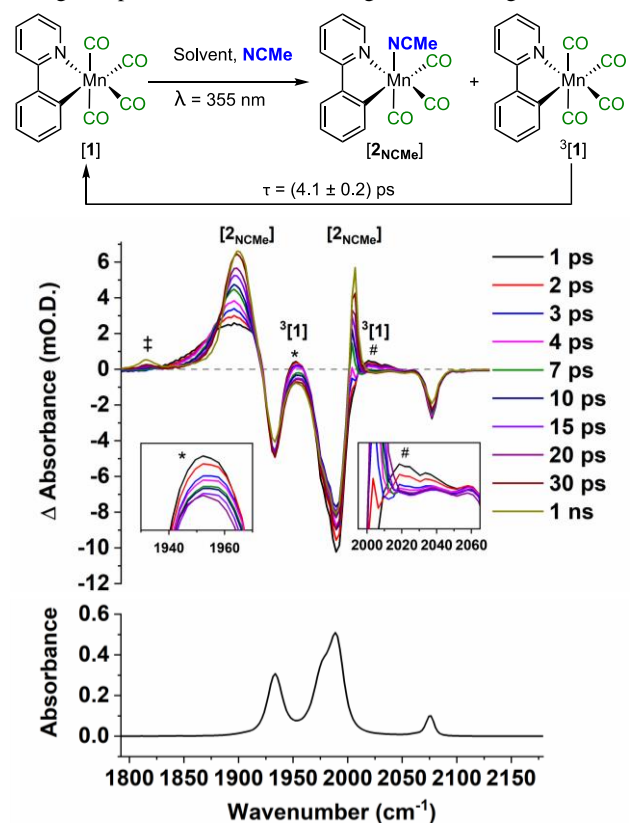 Solvent, NCMe
λ = 355 nm
N
Mn
CO
CO
CO
CO
[1]
NCMe
N
Mn
CO
CO
CO
[2NCMe]
+
N
Mn
CO
CO
CO
CO
³[1]
τ = (4.1 ± 0.2) ps
[2NCMe] [2NCMe]
³[1] ³[1]
‡ * #
1 ps
2 ps
3 ps
4 ps
7 ps
10 ps
15 ps
20 ps
30 ps
1 ns
Δ Absorbance (mO.D.)
6
4
2
0
-2
-4
-6
-8
-10
-12
*
1940 1960
#
2000 2020 2040 2060
Absorbance
0.6
0.4
0.2
0.0
1800 1850 1900 1950 2000 2050 2100 2150
Wavenumber (cm⁻¹)